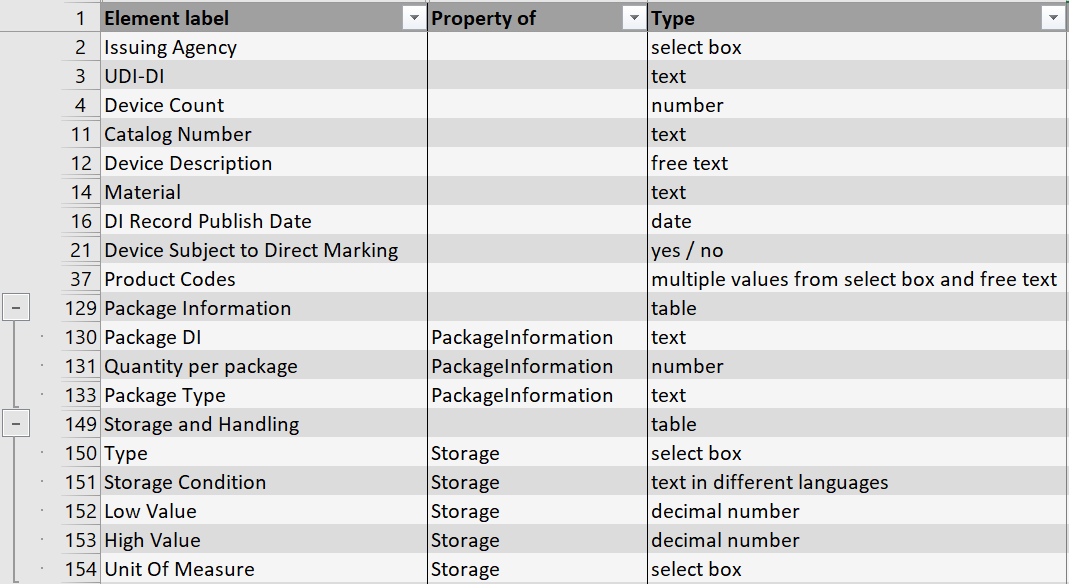 1 Element label Property of Type
2 Issuing Agency select box
3 UDI-DI text
4 Device Count number
11 Catalog Number text
12 Device Description free text
14 Material text
16 DI Record Publish Date date
21 Device Subject to Direct Marking yes / no
37 Product Codes multiple values from select box and free text
129 Package Information table
130 Package DI PackageInformation text
131 Quantity per package PackageInformation number
133 Package Type PackageInformation text
149 Storage and Handling table
150 Type Storage select box
151 Storage Condition Storage text in different languages
152 Low Value Storage decimal number
153 High Value Storage decimal number
154 Unit Of Measure Storage select box